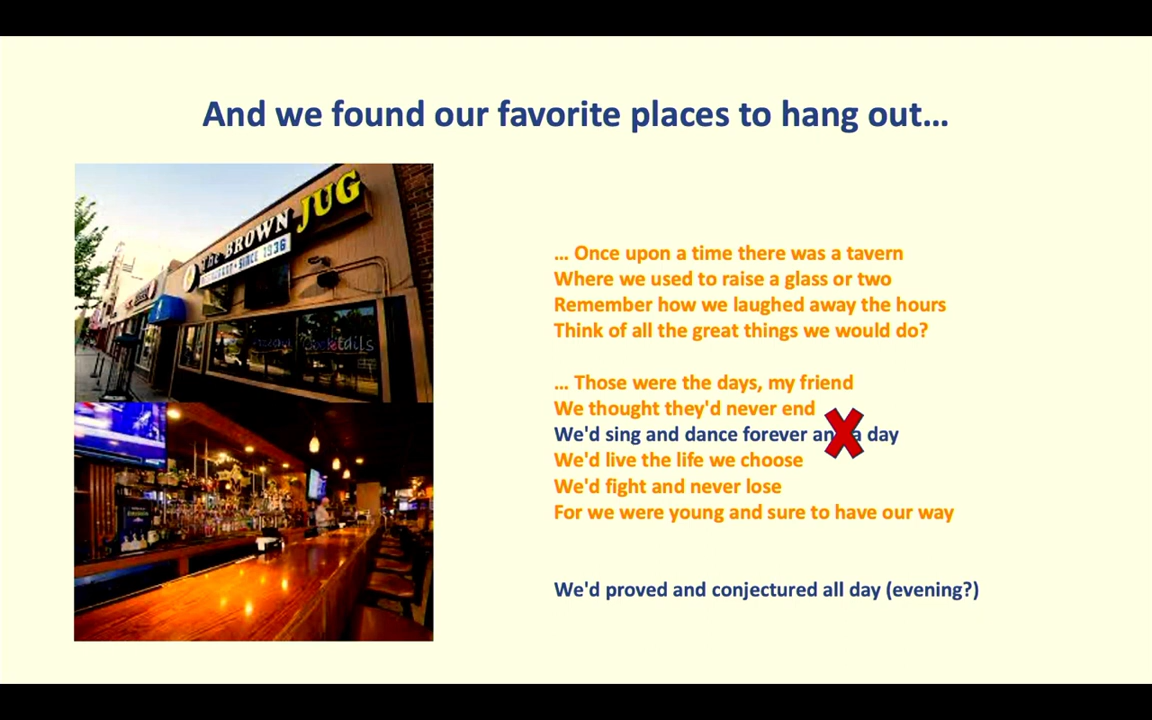 And we found our favorite places to hang out...
The BROWN JUG
RESTAURANT • SINCE 1936
Cocktails
... Once upon a time there was a tavern
Where we used to raise a glass or two
Remember how we laughed away the hours
Think of all the great things we would do?
... Those were the days, my friend
We thought they'd never end
We'd sing and dance forever and a day
We'd live the life we choose
We'd fight and never lose
For we were young and sure to have our way
We'd proved and conjectured all day (evening?)